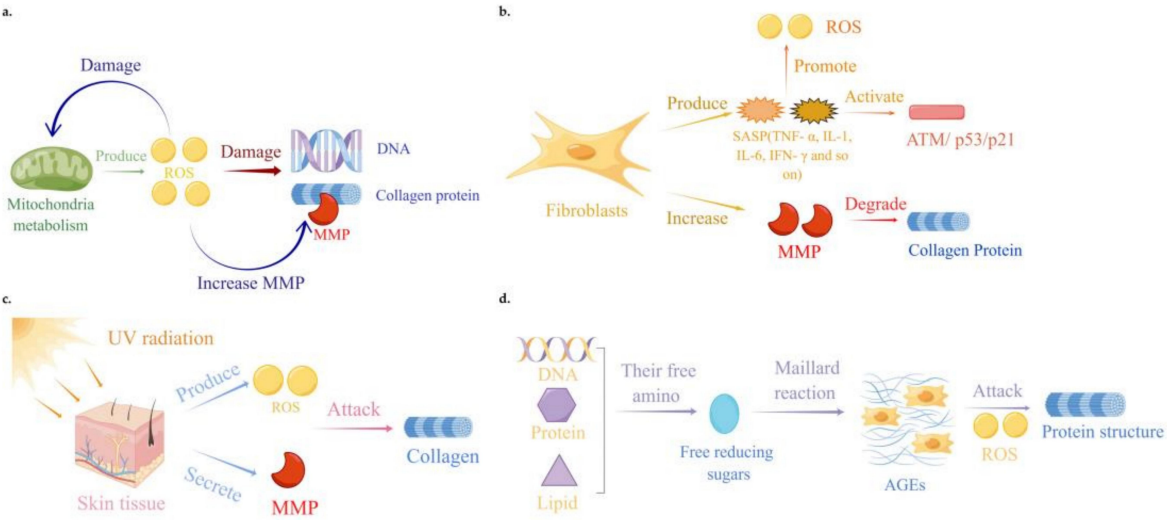 a.
Damage
Produce
ROS
Damage
DNA
Collagen protein
MMP
Mitochondria
metabolism
Increase MMP
b.
ROS
Promote
Produce
Activate
SASP(TNF- α, IL-1,
IL-6, IFN- γ and so
on)
ATM/ p53/p21
Fibroblasts
Increase
MMP
Degrade
Collagen Protein
c.
UV radiation
Produce
ROS
Attack
Collagen
Secrete
MMP
Skin tissue
d.
DNA
Protein
Lipid
Their free
amino
Free reducing
sugars
Maillard
reaction
AGEs
Attack
ROS
Protein structure